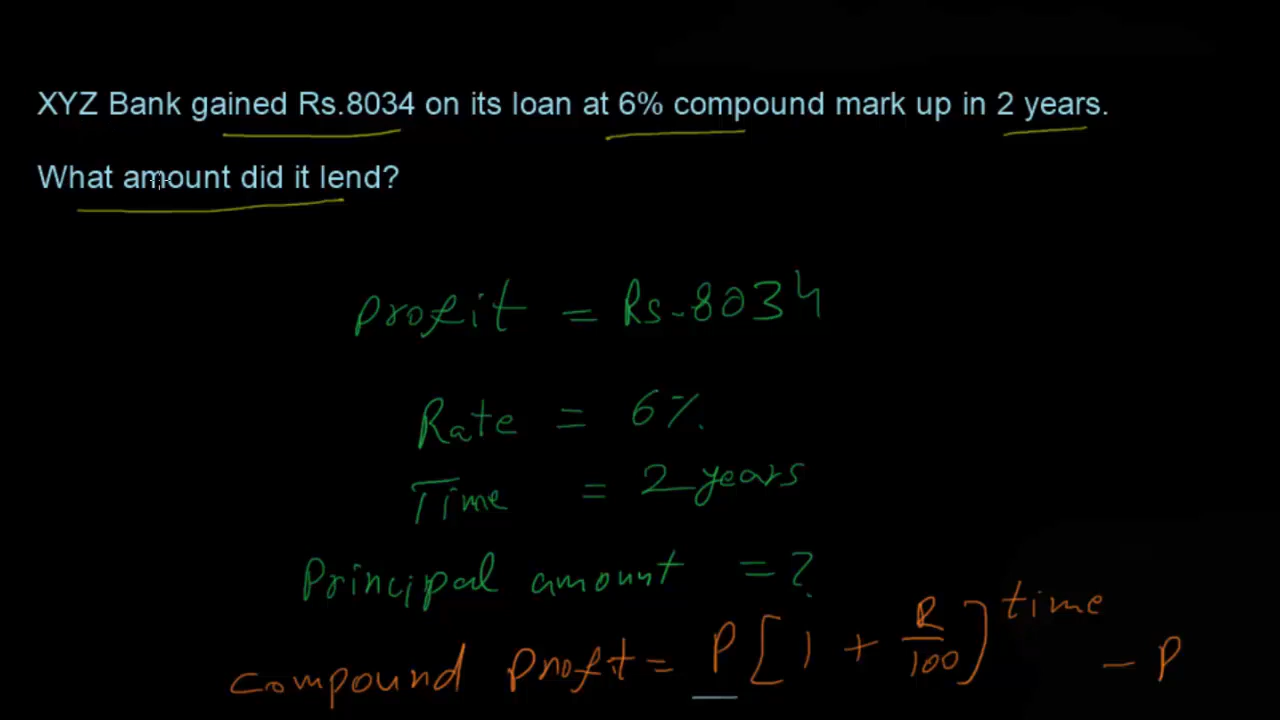 XYZ Bank gained Rs.8034 on its loan at 6% compound mark up in 2 years.
What amount did it lend?
Profit = Rs-8034
Rate = 6%.
Time = 2 years
Principal amount = ?
compound Profit = P[1 + R/100]^time - P